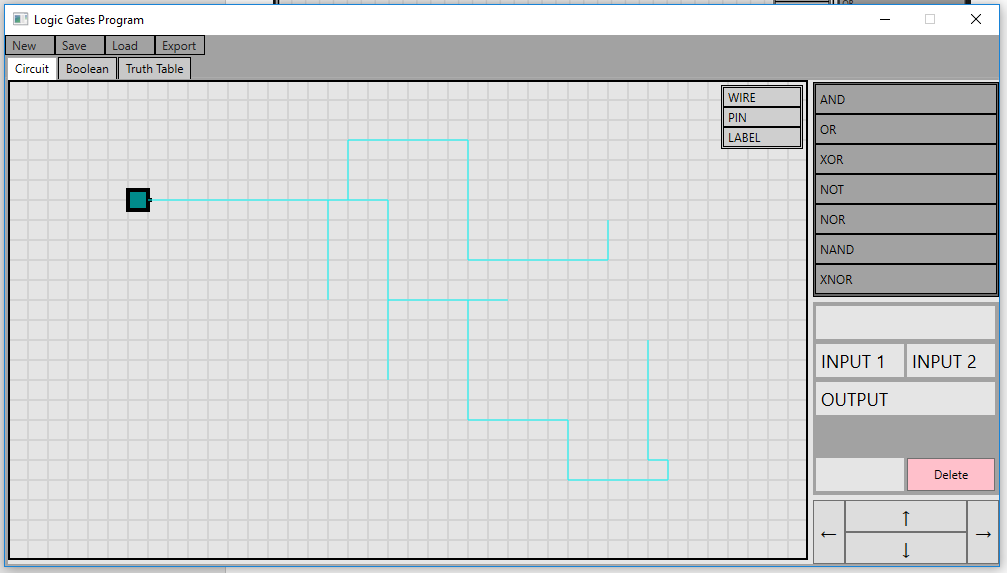 Logic Gates Program
New Save Load Export
Circuit Boolean Truth Table
WIRE
PIN
LABEL
AND
OR
XOR
NOT
NOR
NAND
XNOR
INPUT 1 INPUT 2
OUTPUT
Delete
← ↑ ↓ →